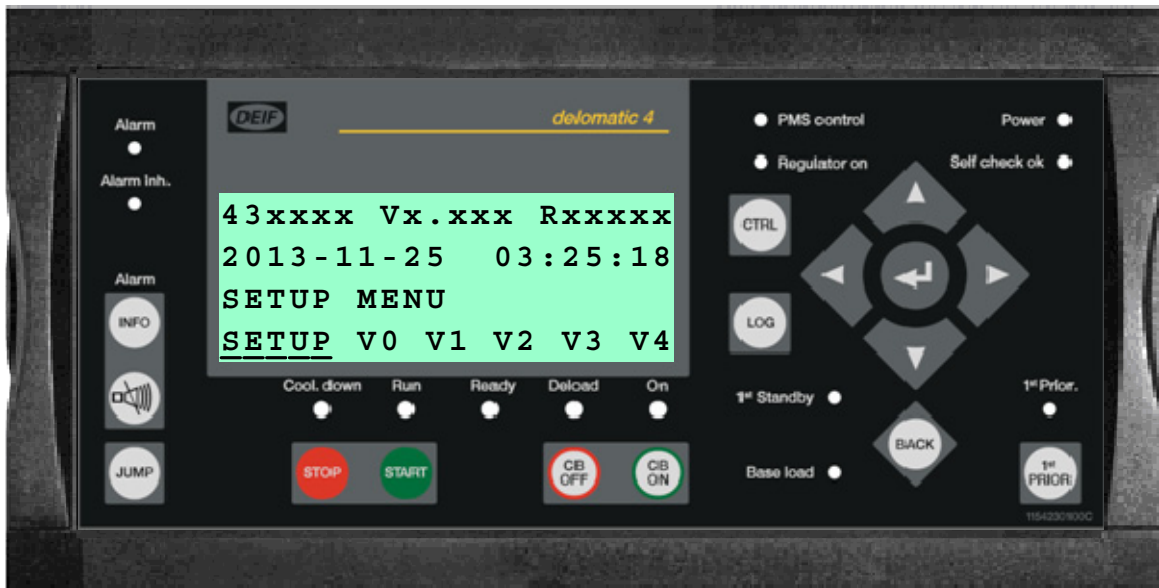 DEIF
delomatic 4
Alarm
Alarm Inh.
PMS control
Power
Regulator on
Self check ok
43xxxx Vx.xxx Rxxxxx
2013-11-25 03:25:18
SETUP MENU
SETUP V0 V1 V2 V3 V4
CTRL
LOG
Alarm
INFO
JUMP
Cool. down
Run
Ready
Deload
On
STOP
START
CB
OFF
CB
ON
1st Standby
Base load
BACK
1st Prior.
1st
PRIOR
1154230100C